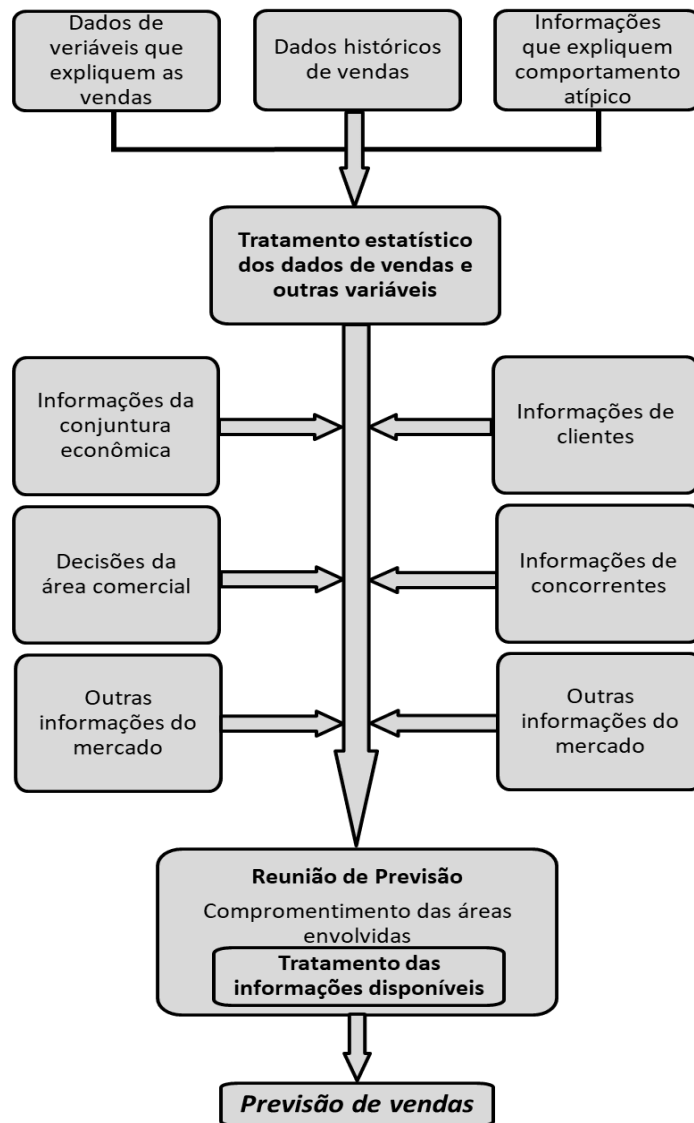 Dados de
veriáveis que
expliquem as
vendas
Dados históricos
de vendas
Informações
que expliquem
comportamento
atípico
Tratamento estatístico
dos dados de vendas e
outras variáveis
Informações da
conjuntura
econômica
Informações de
clientes
Decisões da
área comercial
Informações de
concorrentes
Outras
informações do
mercado
Outras
informações do
mercado
Reunião de Previsão
Compromentimento das áreas
envolvidas
Tratamento das
informações disponíveis
Previsão de vendas